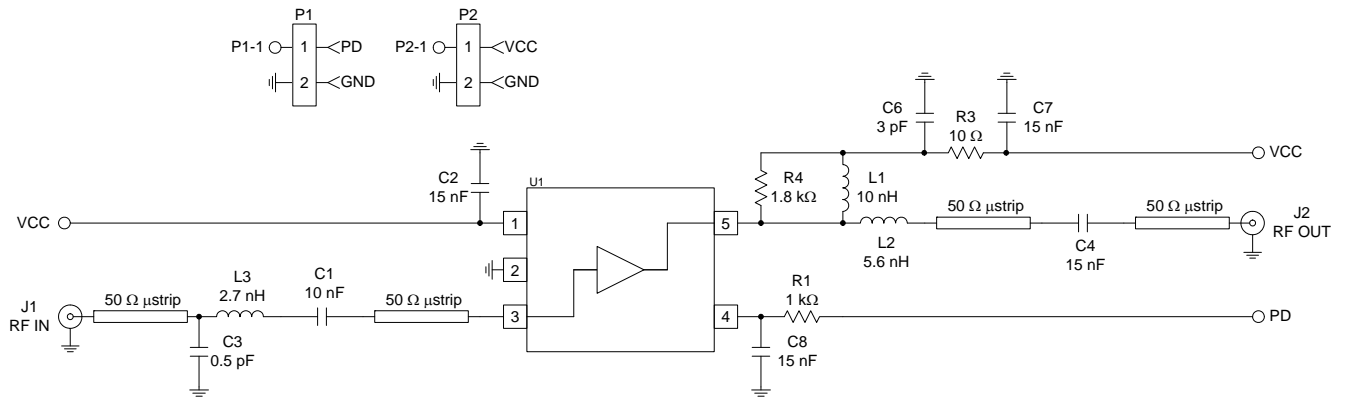 P1
P1-1 1 PD
2 GND
P2
P2-1 1 VCC
2 GND
C6
3 pF
R3
10 Ω
C7
15 nF
VCC
C2
15 nF
U1
R4
1.8 kΩ
L1
10 nH
VCC
1
5
L2
5.6 nH
50 Ω µstrip
C4
15 nF
50 Ω µstrip
J2
RF OUT
2
J1
RF IN
50 Ω µstrip
L3
2.7 nH
C1
10 nF
50 Ω µstrip
3
C3
0.5 pF
4
R1
1 kΩ
C8
15 nF
PD